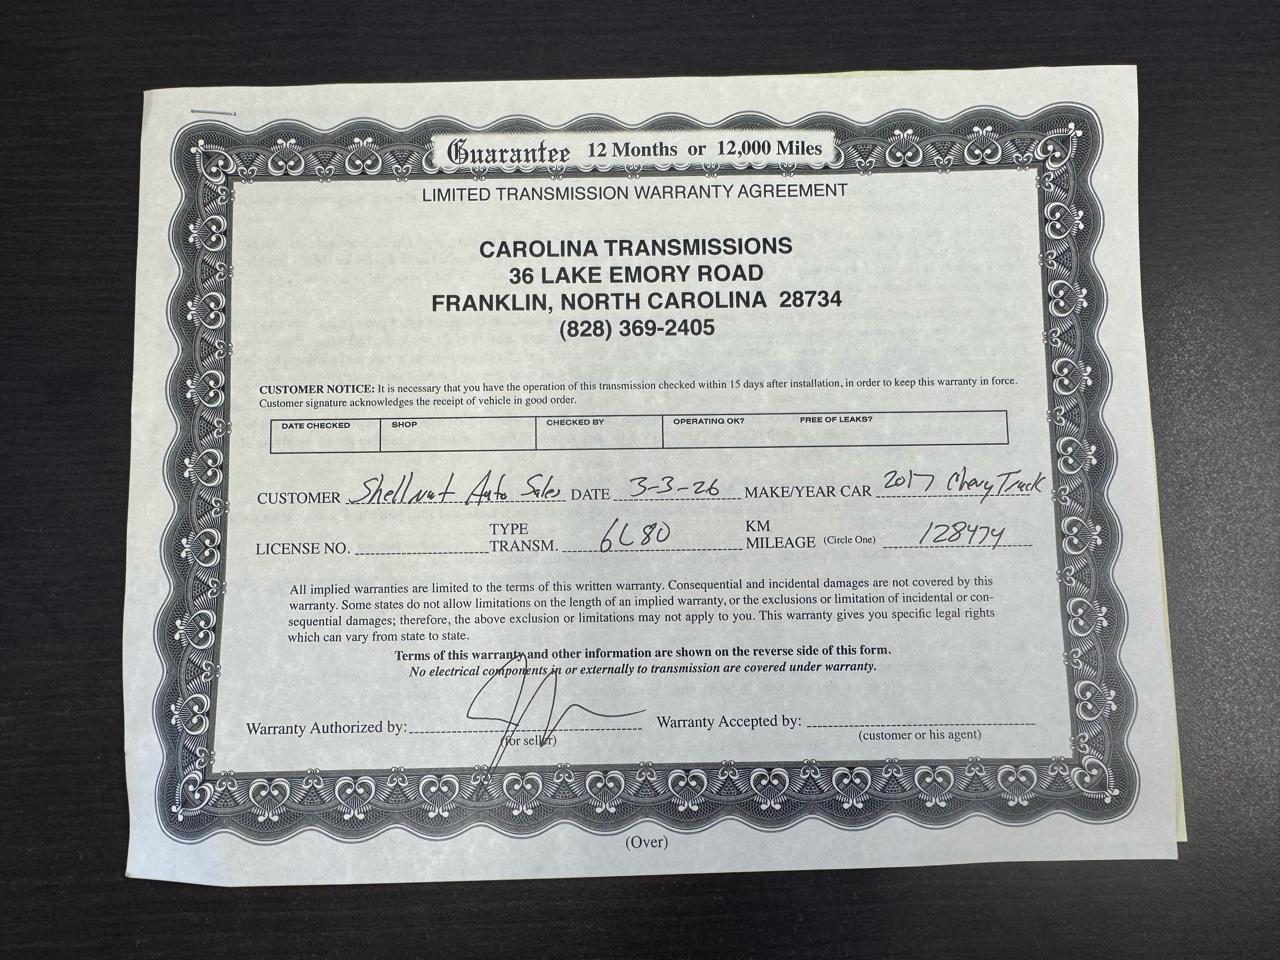 Guarantee 12 Months or 12,000 Miles
LIMITED TRANSMISSION WARRANTY AGREEMENT
CAROLINA TRANSMISSIONS
36 LAKE EMORY ROAD
FRANKLIN, NORTH CAROLINA 28734
(828) 369-2405
CUSTOMER NOTICE: It is necessary that you have the operation of this transmission checked within 15 days after installation, in order to keep this warranty in force.
Customer signature acknowledges the receipt of vehicle in good order.
DATE CHECKED SHOP CHECKED BY OPERATING OK? FREE OF LEAKS?
CUSTOMER Shellnut Auto Sales DATE 3-3-26 MAKE/YEAR CAR 2017 Chevy Truck
LICENSE NO. TYPE TRANSM. 6L80 KM MILEAGE (Circle One) 128474
All implied warranties are limited to the terms of this written warranty. Consequential and incidental damages are not covered by this
warranty. Some states do not allow limitations on the length of an implied warranty, or the exclusions or limitation of incidental or con-
sequential damages; therefore, the above exclusion or limitations may not apply to you. This warranty gives you specific legal rights
which can vary from state to state.
Terms of this warranty and other information are shown on the reverse side of this form.
No electrical components in or externally to transmission are covered under warranty.
Warranty Authorized by: Warranty Accepted by:
(for seller) (customer or his agent)
(Over)